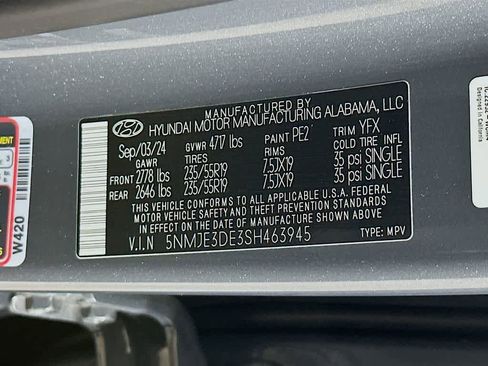 MANUFACTURED BY
HYUNDAI MOTOR MANUFACTURING ALABAMA, LLC
Sep/03/24 GVWR 4717 lbs PAINT PE2 TRIM YFX
GAWR TIRES RIMS COLD TIRE INFL
FRONT 2778 lbs 235/55R19 7.5JX19 35 psi SINGLE
REAR 2646 lbs 235/55R19 7.5JX19 35 psi SINGLE
THIS VEHICLE CONFORMS TO ALL APPLICABLE U.S.A. FEDERAL
MOTOR VEHICLE SAFETY AND THEFT PREVENTION STANDARDS
IN EFFECT ON THE DATE OF MANUFACTURE SHOWN ABOVE.
V.I.N 5NMJE3DE3SH463945 TYPE: MPV
W420
Designed in California